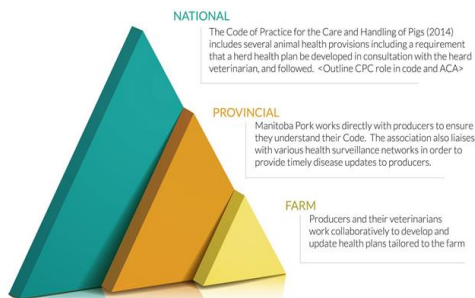 NATIONAL
The Code of Practice for the Care and Handling of Pigs (2014)
includes several animal health provisions including a requirement
that a herd health plan be developed in consultation with the heard
veterinarian, and followed. <Outline CPC role in code and ACA>
PROVINCIAL
Manitoba Pork works directly with producers to ensure
they understand their Code. The association also liaises
with various health surveillance networks in order to
provide timely disease updates to producers.
FARM
Producers and their veterinarians
work collaboratively to develop and
update health plans tailored to the farm